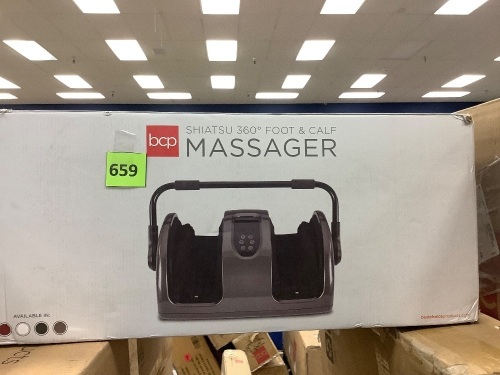 SHIATSU 360° FOOT & CALF
bcp MASSAGER
659
AVAILABLE IN: